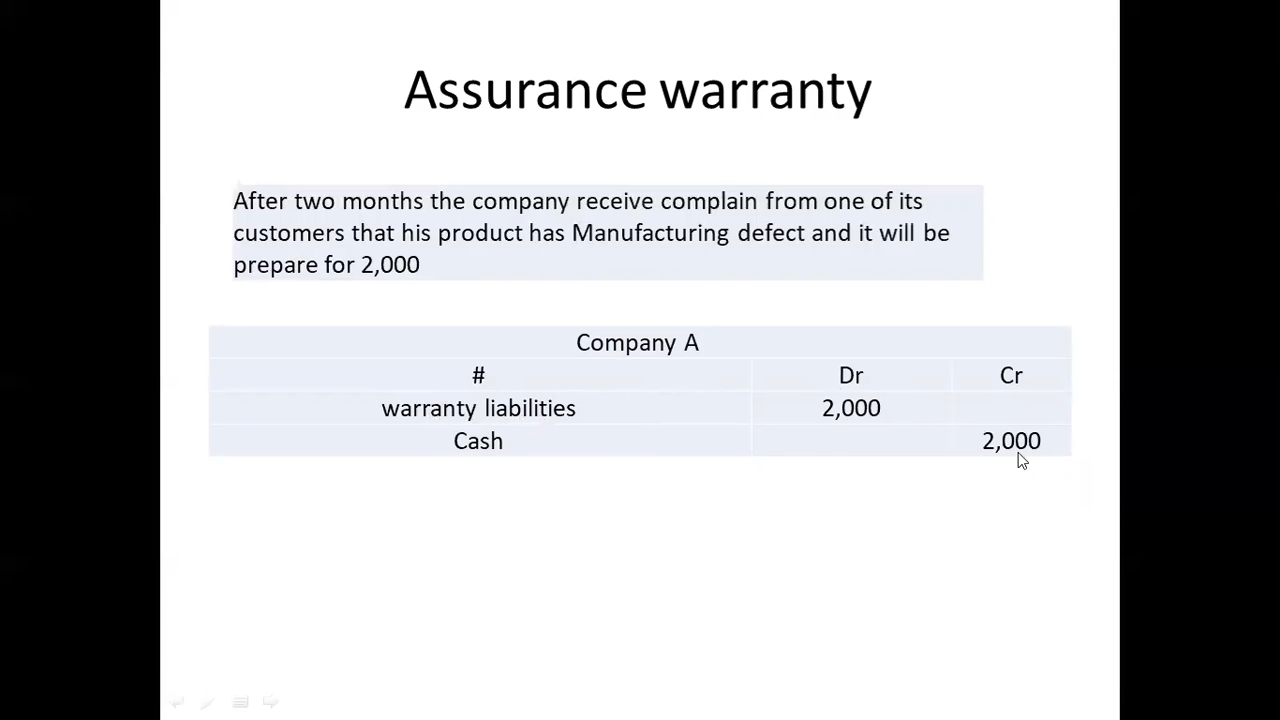 Assurance warranty
After two months the company receive complain from one of its
customers that his product has Manufacturing defect and it will be
prepare for 2,000
Company A
# Dr Cr
warranty liabilities 2,000
Cash 2,000